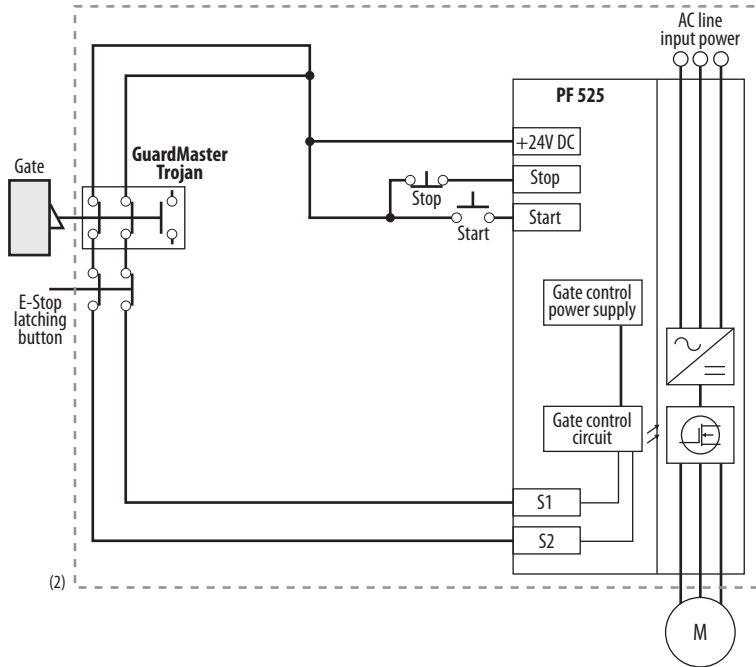 AC line
input power
PF 525
+24V DC
Gate
GuardMaster
Trojan
Stop
Stop
Start
Start
E-Stop
latching
button
Gate control
power supply
Gate control
circuit
S1
S2
(2)
M